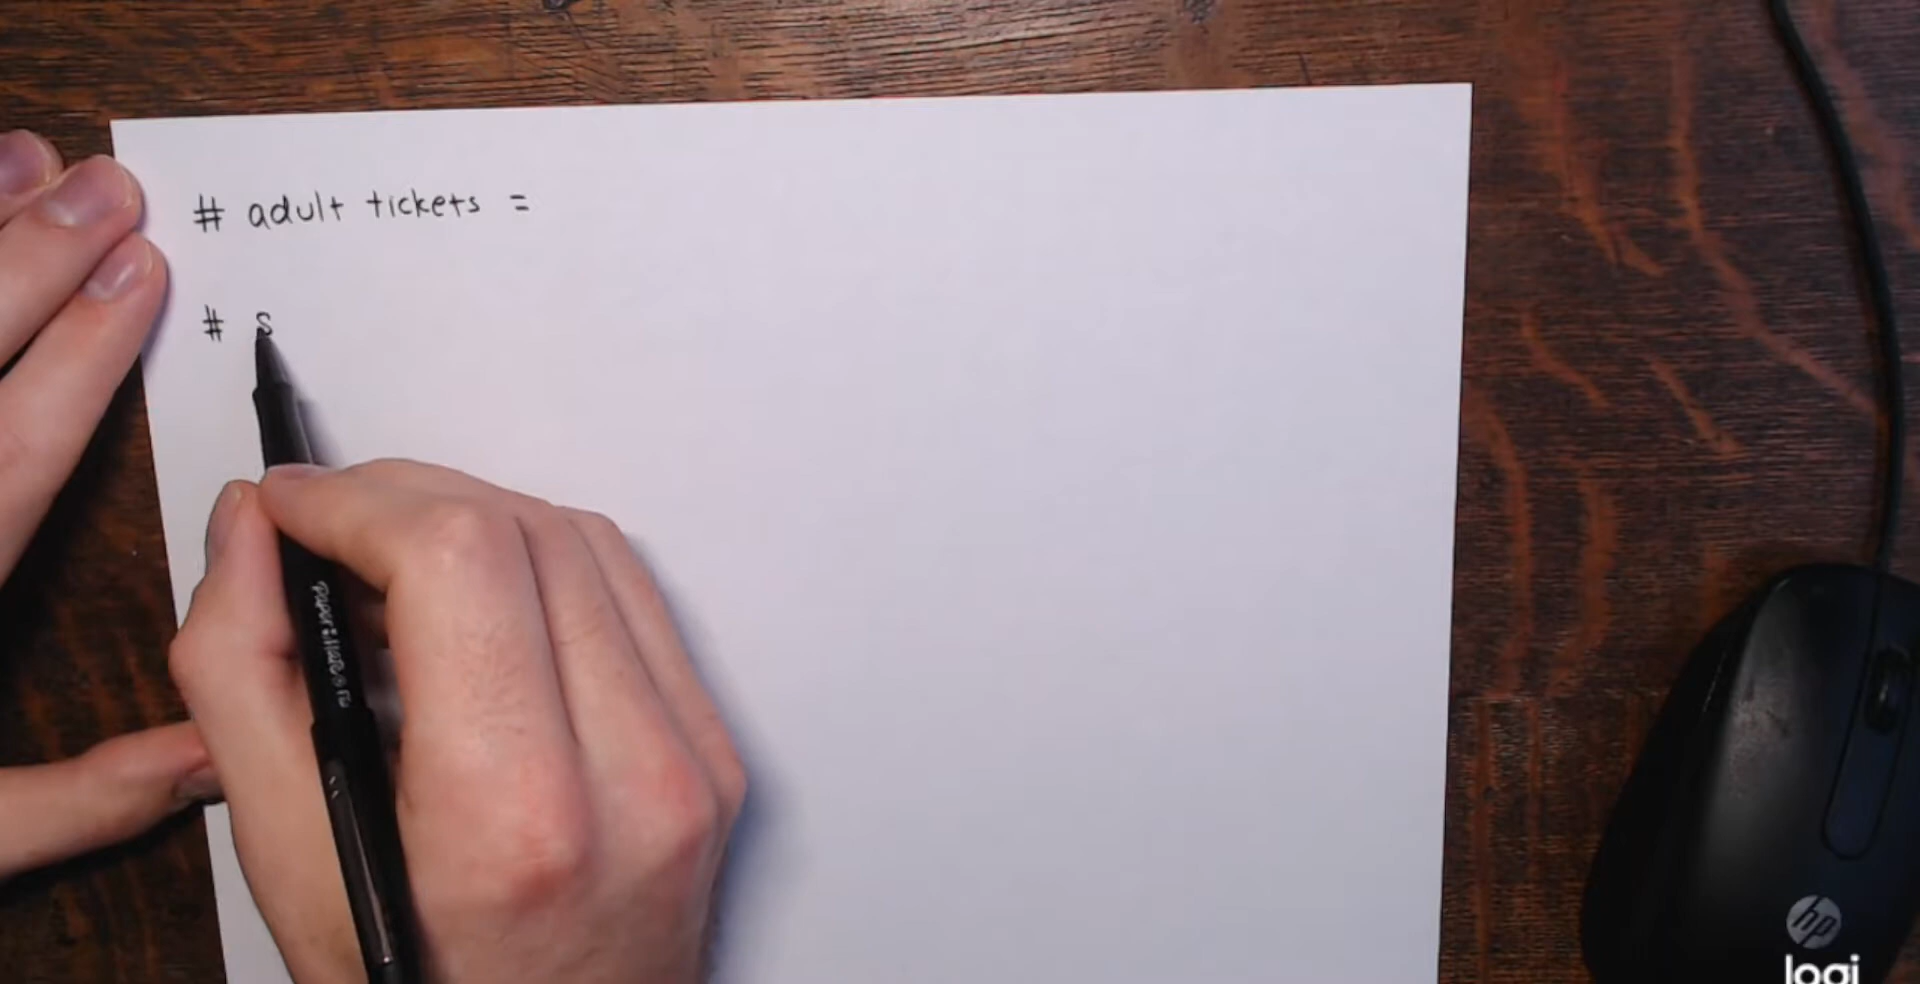 # adult tickets =
# s
hp
logi